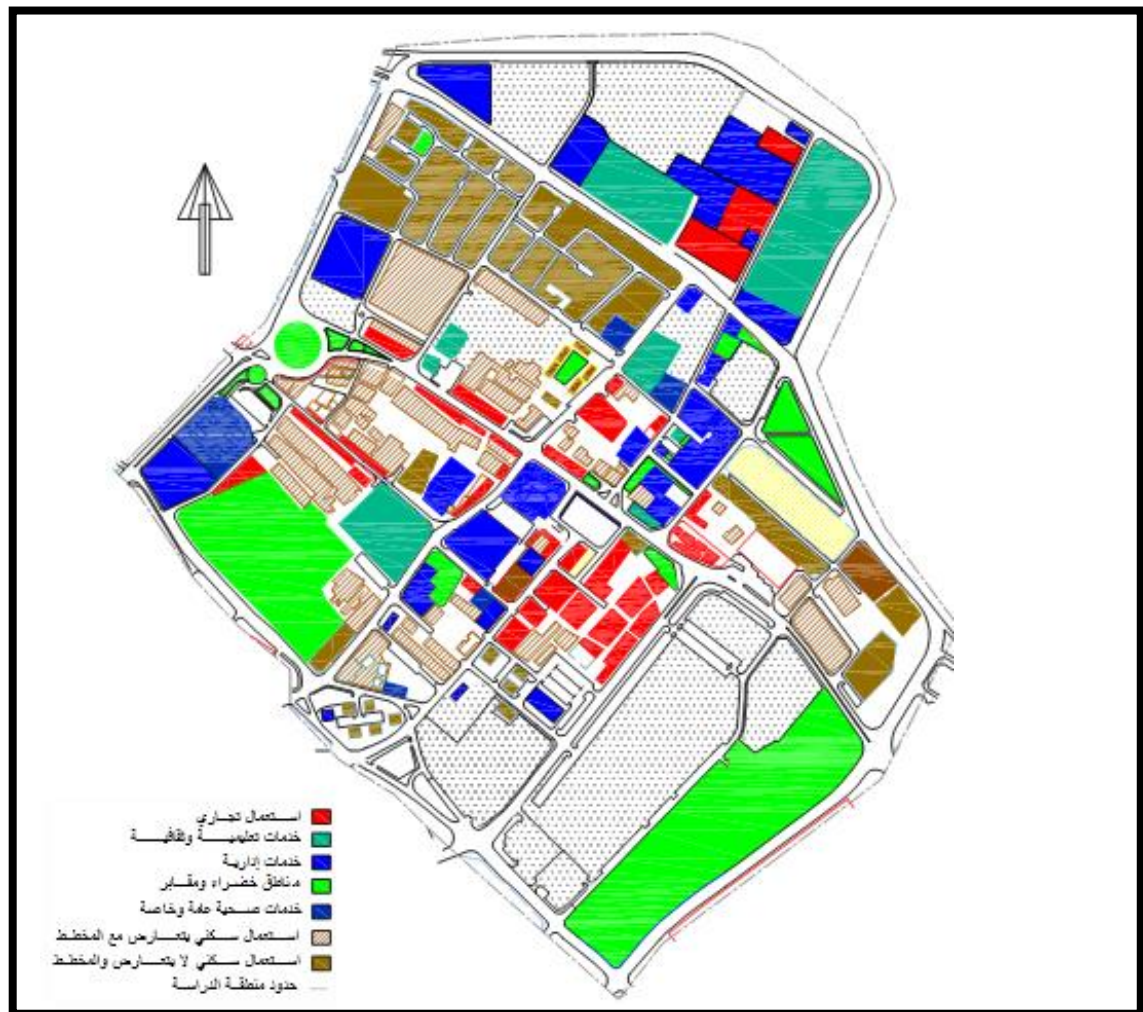 استعمال تجاري
خدمات تعليمية وثقافية
خدمات إدارية
مناطق خضراء ومقابر
خدمات صحية عامة وخاصة
استعمال سكني يتعارض مع المخطط
استعمال سكني لا يتعارض والمخطط
حدود منطقة الدراسة